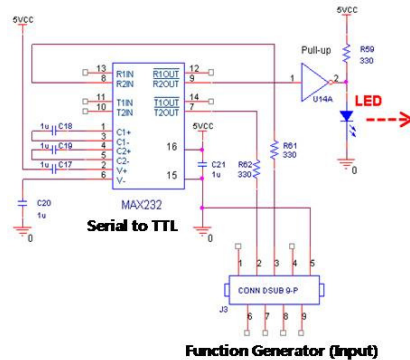 5VCC
5VCC
Pull-up
R59
330
13 R1IN R1OUT 12
8 R2IN R2OUT 9
1 2
U14A
11 T1IN T1OUT 14
10 T2IN T2OUT 7
LED
5VCC
1u C18
1u C19
1u C17
1 C1+
3 C1-
4 C2+
5 C2-
2 V+
6 V-
16
15
C21
1u
R61
330
R62
330
0
C20
1u
MAX232
0
0
Serial to TTL
1 2 3 4 5
CONN DSUB 9-P
J3
6 7 8 9
Function Generator (Input)